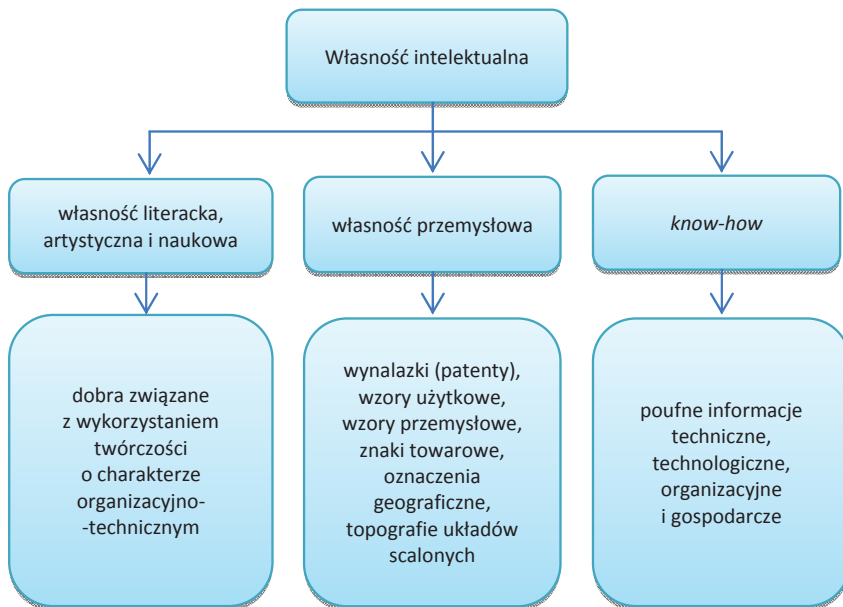 Własność intelektualna
własność literacka,
artystyczna i naukowa
własność przemysłowa
know-how
dobra związane
z wykorzystaniem
twórczości
o charakterze
organizacyjno-
-technicznym
wynalazki (patenty),
wzory użytkowe,
wzory przemysłowe,
znaki towarowe,
oznaczenia
geograficzne,
topografie układów
scalonych
poufne informacje
techniczne,
technologiczne,
organizacyjne
i gospodarcze